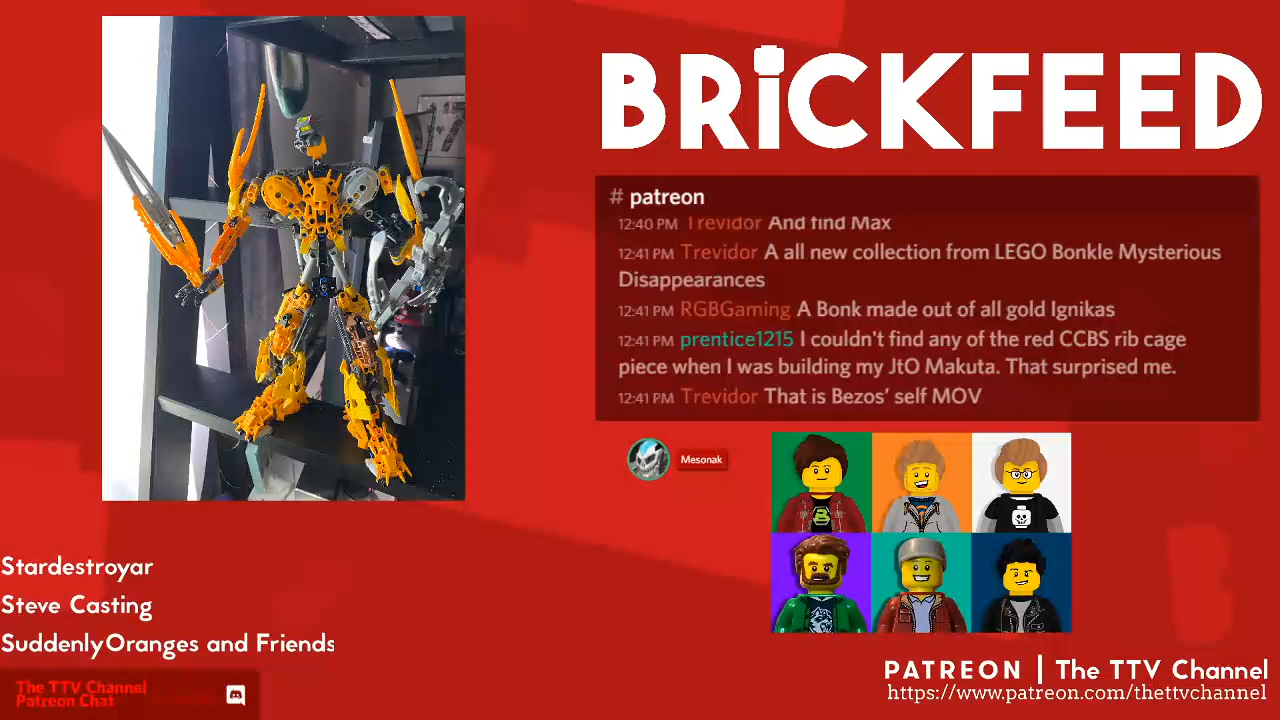 BRiCKFEED
# patreon
12:40 PM Trevidor And find Max
12:41 PM Trevidor A all new collection from LEGO Bonkle Mysterious
Disappearances
12:41 PM RGBGaming A Bonk made out of all gold Ignikas
12:41 PM prentice1215 I couldn't find any of the red CCBS rib cage
piece when I was building my JtO Makuta. That surprised me.
12:41 PM Trevidor That is Bezos' self MOV
Mesonak
Stardestroyar
Steve Casting
SuddenlyOranges and Friends
The TTV Channel
Patreon Chat
PATREON | The TTV Channel
https://www.patreon.com/thettvchannel